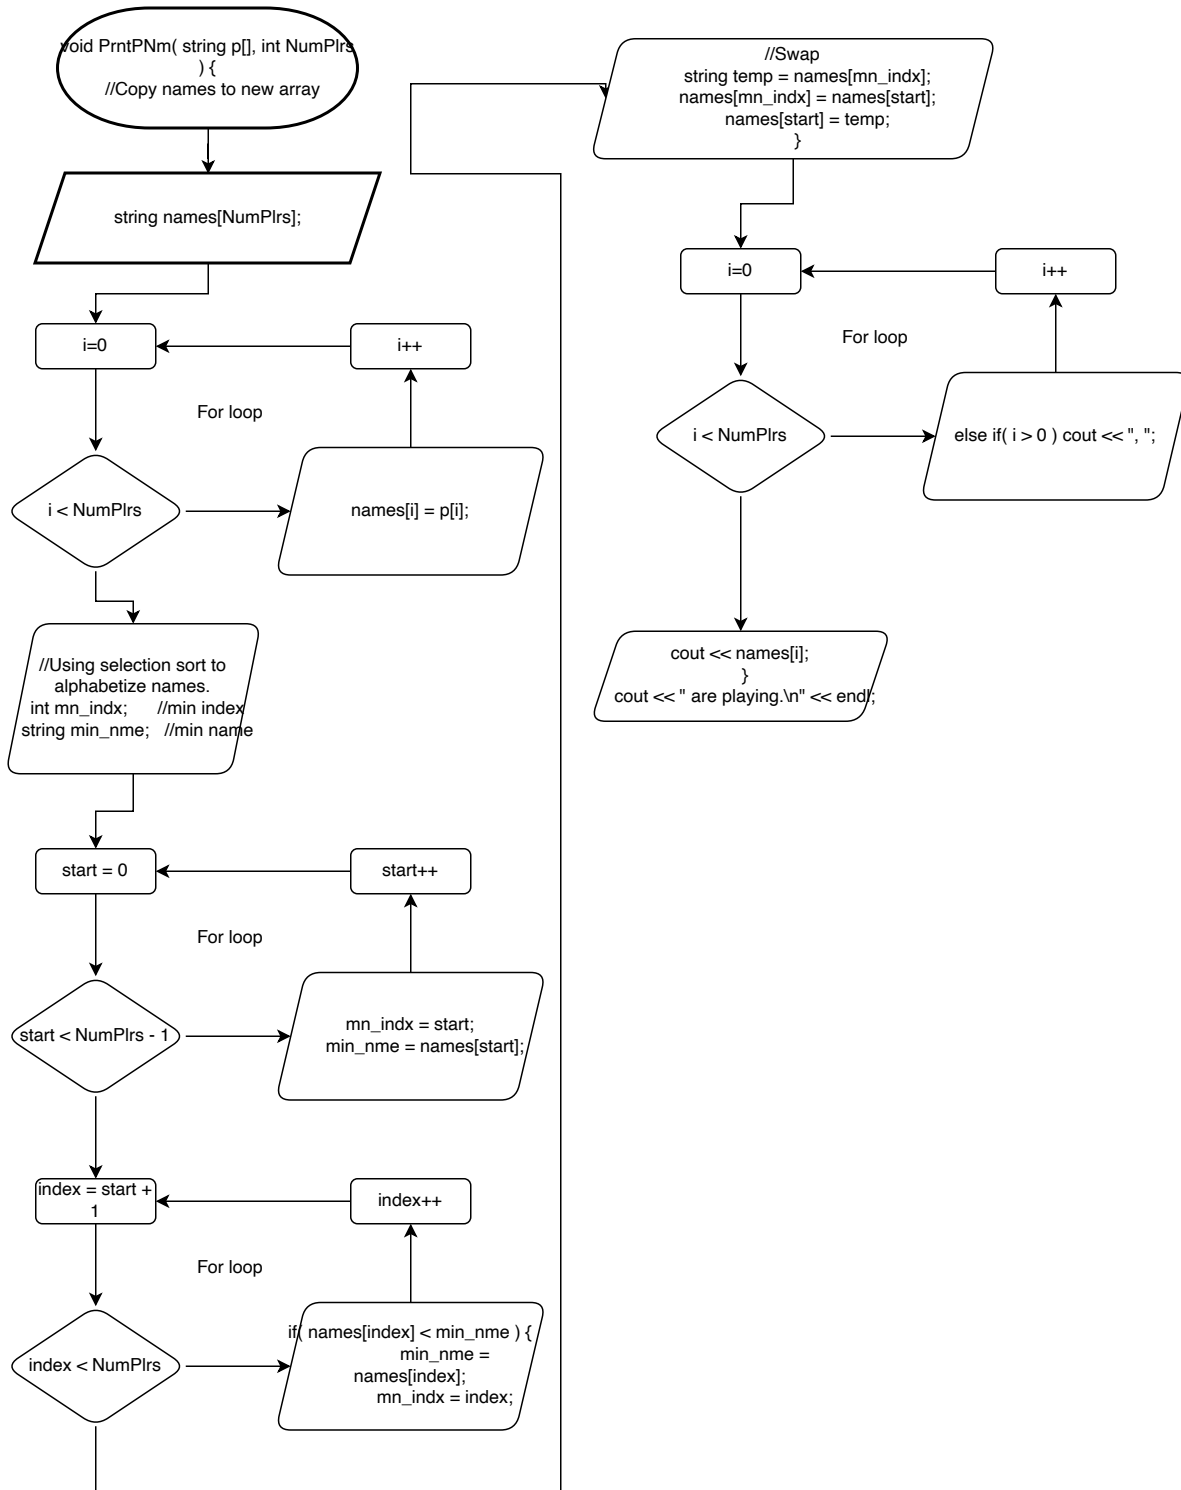 void PrntPNm( string p[], int NumPlrs
) {
//Copy names to new array
string names[NumPlrs];
i=0
i++
For loop
i < NumPlrs
names[i] = p[i];
//Using selection sort to
alphabetize names.
int mn_indx; //min index
string min_nme; //min name
start = 0
start++
For loop
start < NumPlrs - 1
mn_indx = start;
min_nme = names[start];
index = start +
1
index++
For loop
index < NumPlrs
if( names[index] < min_nme ) {
min_nme =
names[index];
mn_indx = index;
//Swap
string temp = names[mn_indx];
names[mn_indx] = names[start];
names[start] = temp;
}
i=0
i++
For loop
i < NumPlrs
else if( i > 0 ) cout << ", ";
cout << names[i];
}
cout << " are playing.\n" << endl;